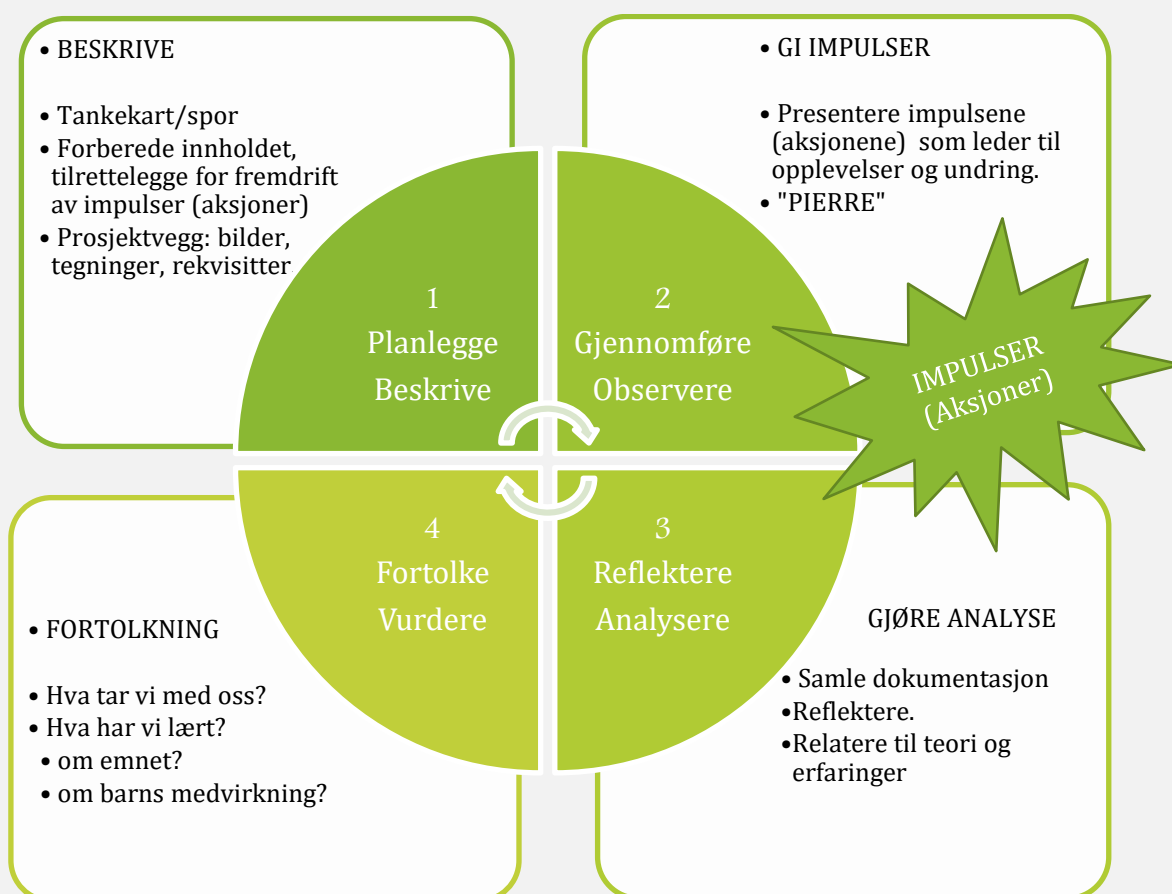 • BESKRIVE
• Tankekart/spor
• Forberede innholdet,
tilrettelegge for fremdrift
av impulser (aksjoner)
• Prosjektvegg: bilder,
tegninger, rekvisitter.
• GI IMPULSER
• Presentere impulsene
(aksjonene) som leder til
opplevelser og undring.
• "PIERRE"
1
Planlegge
Beskrive
2
Gjennomføre
Observere
IMPULSER
(Aksjoner)
4
Fortolke
Vurdere
3
Reflektere
Analysere
• FORTOLKNING
• Hva tar vi med oss?
• Hva har vi lært?
• om emnet?
• om barns medvirkning?
GJØRE ANALYSE
• Samle dokumentasjon
•Reflektere.
•Relatere til teori og
erfaringer